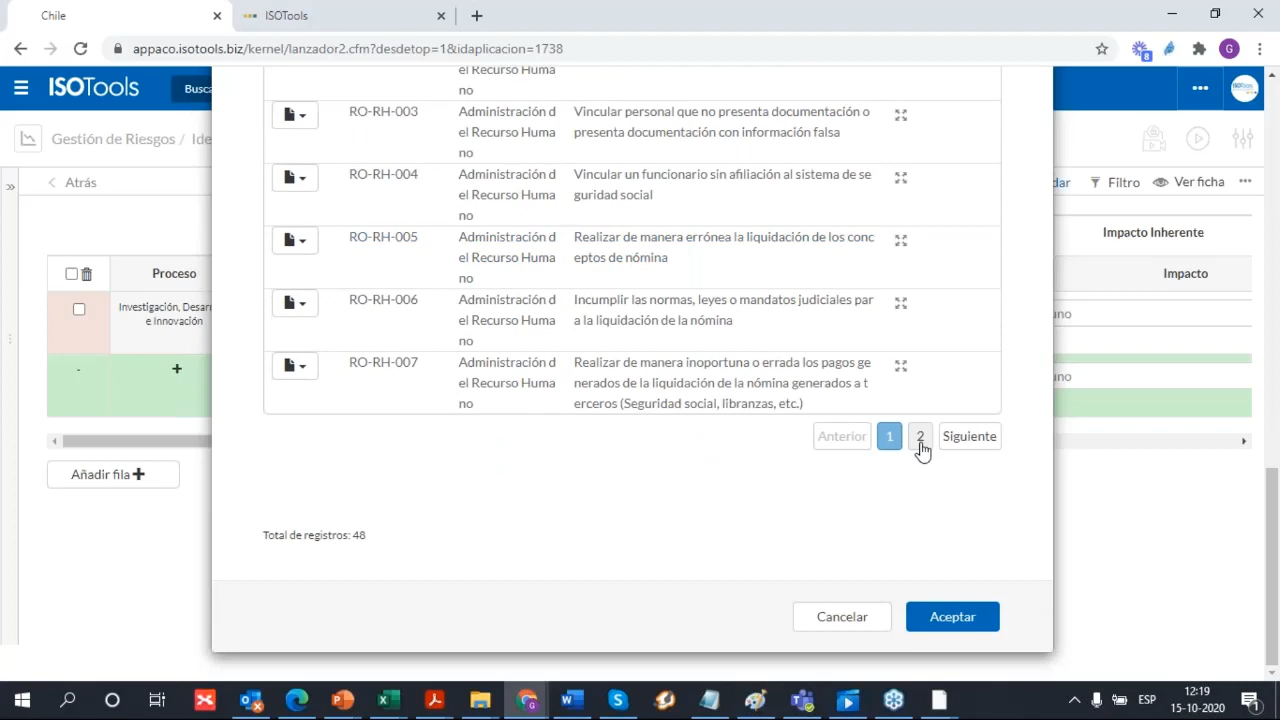 Chile
ISOTools
appaco.isotools.biz/kernel/lanzador2.cfm?desdetop=1&idaplicacion=1738
G
8
ISOTools
Busca
Gestión de Riesgos / Ide
Atrás
dar
Filtro
Ver ficha
Impacto Inherente
Proceso
Impacto
Investigación, Desarr
e Innovación
uno
uno
Añadir fila
el Recurso Huma
no
RO-RH-003
Administración d
el Recurso Huma
no
Vincular personal que no presenta documentación o
presenta documentación con información falsa
RO-RH-004
Administración d
el Recurso Huma
no
Vincular un funcionario sin afiliación al sistema de se
guridad social
RO-RH-005
Administración d
el Recurso Huma
no
Realizar de manera errónea la liquidación de los conc
eptos de nómina
RO-RH-006
Administración d
el Recurso Huma
no
Incumplir las normas, leyes o mandatos judiciales par
a la liquidación de la nómina
RO-RH-007
Administración d
el Recurso Huma
no
Realizar de manera inoportuna o errada los pagos ge
nerados de la liquidación de la nómina generados a t
erceros (Seguridad social, libranzas, etc.)
Anterior 1 2 Siguiente
Total de registros: 48
Cancelar
Aceptar
ESP
12:19
15-10-2020